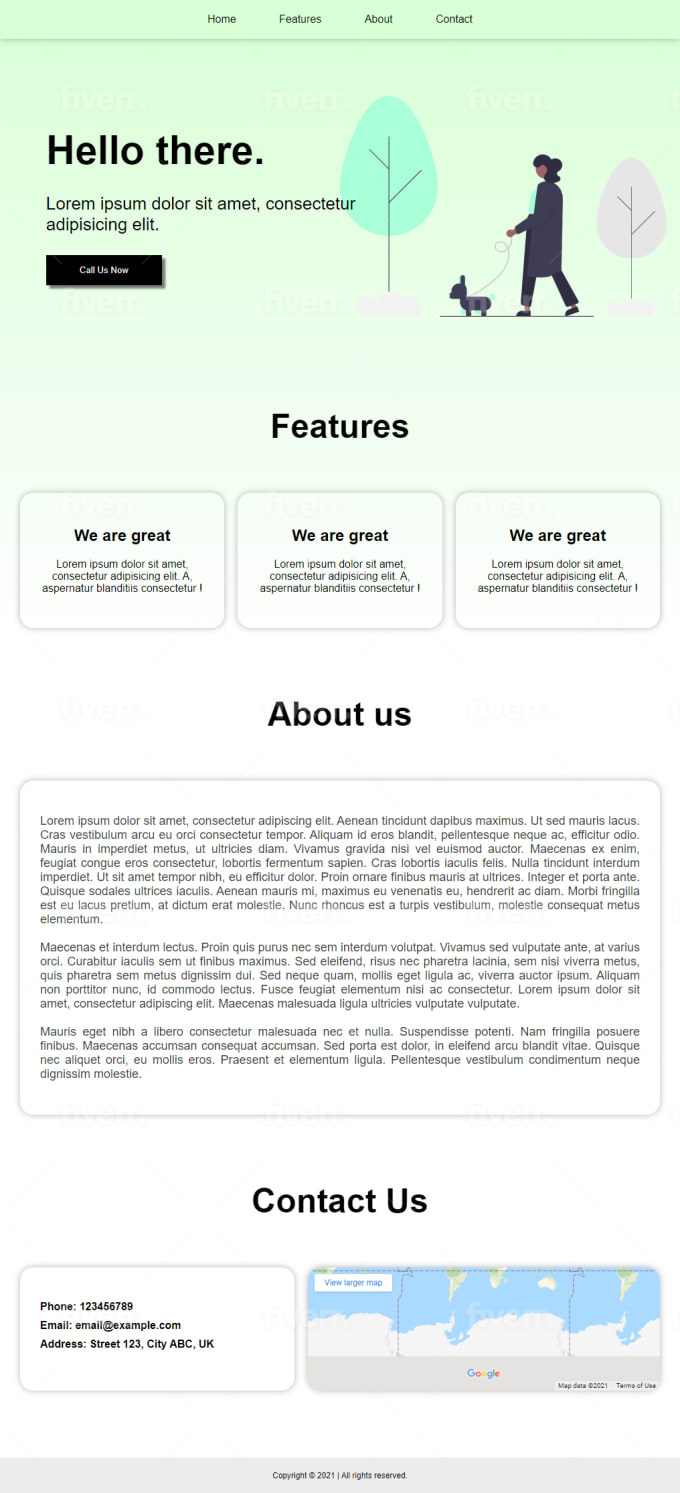 Home Features About Contact
Hello there.
Lorem ipsum dolor sit amet, consectetur
adipisicing elit.
Call Us Now
Features
We are great
Lorem ipsum dolor sit amet,
consectetur adipisicing elit. A,
aspernatur blanditiis consectetur !
We are great
Lorem ipsum dolor sit amet,
consectetur adipisicing elit. A,
aspernatur blanditiis consectetur !
We are great
Lorem ipsum dolor sit amet,
consectetur adipisicing elit. A,
aspernatur blanditiis consectetur !
About us
Lorem ipsum dolor sit amet, consectetur adipiscing elit. Aenean tincidunt dapibus maximus. Ut sed mauris lacus.
Cras vestibulum arcu eu orci consectetur tempor. Aliquam id eros blandit, pellentesque neque ac, efficitur odio.
Mauris in imperdiet metus, ut ultricies diam. Vivamus gravida nisi vel euismod auctor. Maecenas ex enim,
feugiat congue eros consectetur, lobortis fermentum sapien. Cras lobortis iaculis felis. Nulla tincidunt interdum
imperdiet. Ut sit amet tempor nibh, eu efficitur dolor. Proin ornare finibus mauris at ultrices. Integer et porta ante.
Quisque sodales ultrices iaculis. Aenean mauris mi, maximus eu venenatis eu, hendrerit ac diam. Morbi fringilla
est eu lacus pretium, at dictum erat molestie. Nunc rhoncus est a turpis vestibulum, molestie consequat metus
elementum.
Maecenas et interdum lectus. Proin quis purus nec sem interdum volutpat. Vivamus sed vulputate ante, at varius
orci. Curabitur iaculis sem ut finibus maximus. Sed eleifend, risus nec pharetra lacinia, sem nisi viverra metus,
quis pharetra sem metus dignissim dui. Sed neque quam, mollis eget ligula ac, viverra auctor ipsum. Aliquam
non porttitor nunc, id commodo lectus. Fusce feugiat elementum nisi ac consectetur. Lorem ipsum dolor sit
amet, consectetur adipiscing elit. Maecenas malesuada ligula ultricies vulputate vulputate.
Mauris eget nibh a libero consectetur malesuada nec et nulla. Suspendisse potenti. Nam fringilla posuere
finibus. Maecenas accumsan consequat accumsan. Sed porta est dolor, in eleifend arcu blandit vitae. Quisque
nec aliquet orci, eu mollis eros. Praesent et elementum ligula. Pellentesque vestibulum condimentum neque
dignissim molestie.
Contact Us
Phone: 123456789
Email: email@example.com
Address: Street 123, City ABC, UK
View larger map
Google
Map data ©2021 Terms of Use
Copyright © 2021 | All rights reserved.
fiverr.